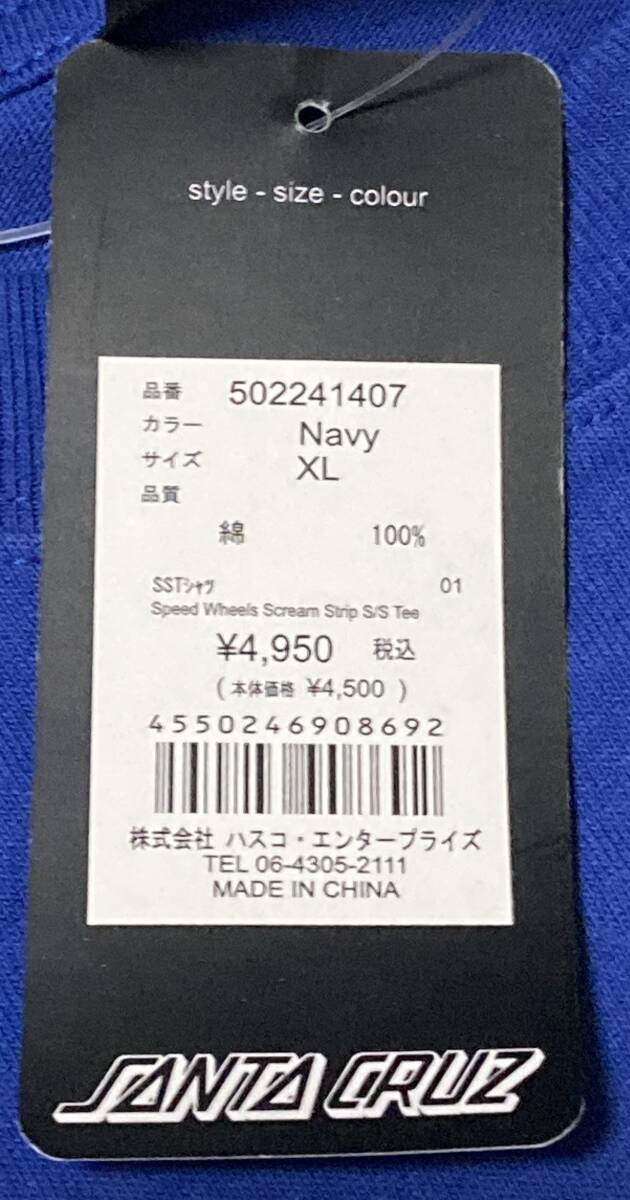 style - size - colour
品番 502241407
カラー Navy
サイズ XL
品質
綿 100%
SSTｼｬﾂ 01
Speed Wheels Scream Strip S/S Tee
¥4,950 税込
( 本体価格 ¥4,500 )
4550246908692
株式会社 ハスコ・エンタープライズ
TEL 06-4305-2111
MADE IN CHINA
SANTA CRUZ